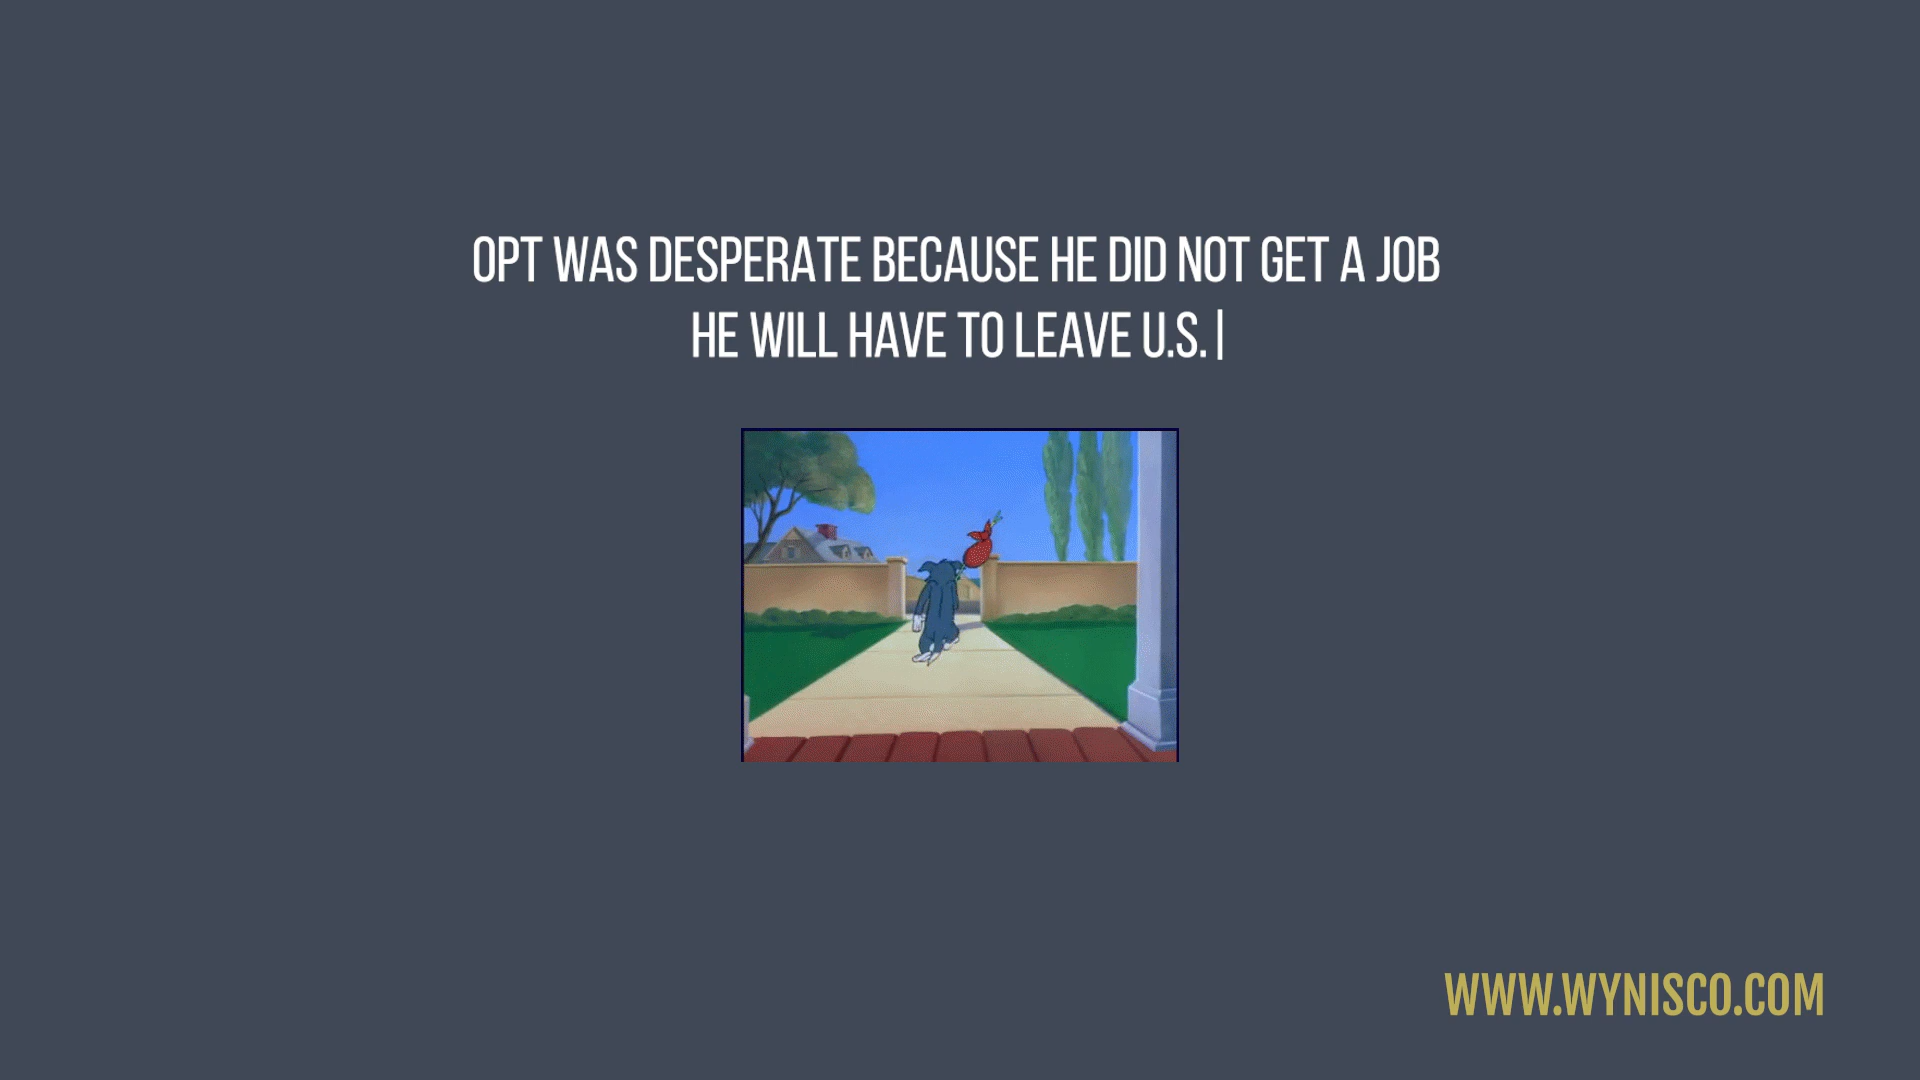 OPT WAS DESPERATE BECAUSE HE DID NOT GET A JOB
HE WILL HAVE TO LEAVE U.S.|
WWW.WYNISCO.COM